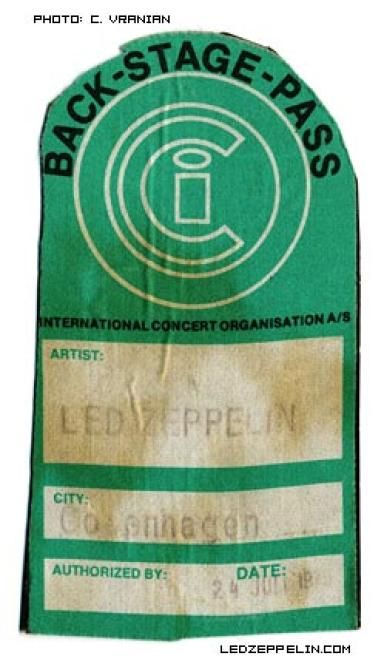 PHOTO: C. VRANIAN
BACK-STAGE-PASS
INTERNATIONAL CONCERT ORGANISATION A/S
ARTIST:
LED ZEPPELIN
CITY:
Copenhagen
AUTHORIZED BY: DATE:
24
LEDZEPPELIN.COM